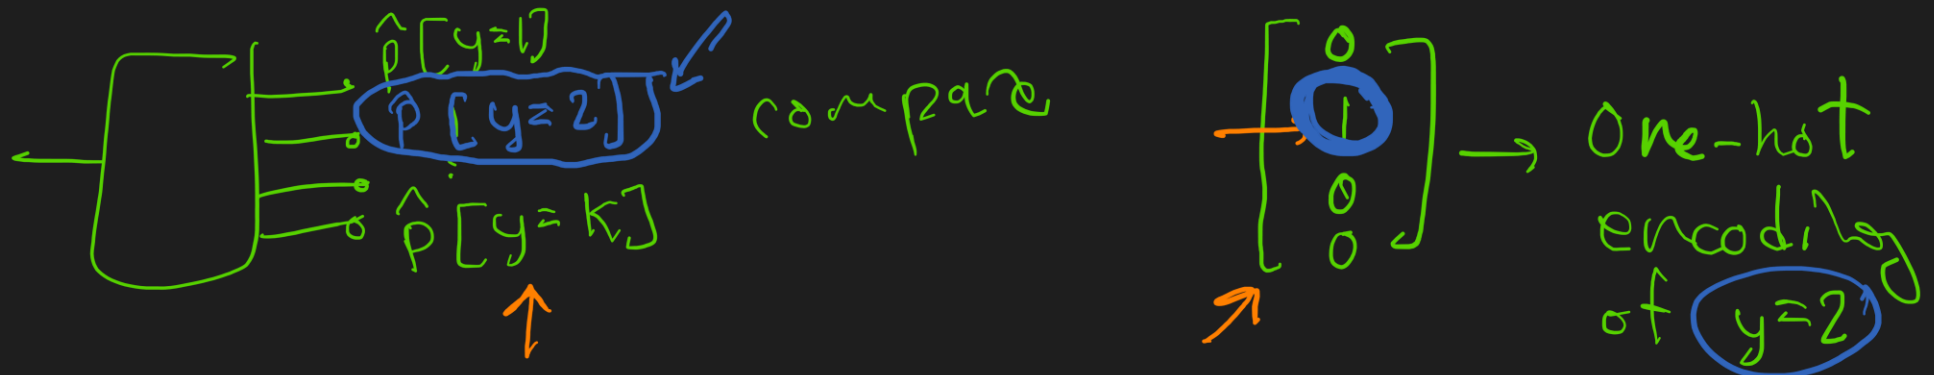 p̂ [y=1]
p̂ [y=2]
p̂ [y=k]
compare
0
1
0
0
One-hot
encoding
of y=2